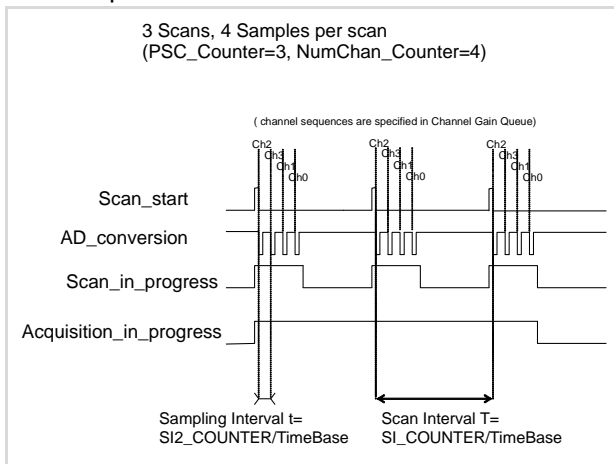 3 Scans, 4 Samples per scan
(PSC_Counter=3, NumChan_Counter=4)
( channel sequences are specified in Channel Gain Queue)
Ch2 Ch3 Ch1 Ch0 Ch2 Ch3 Ch1 Ch0 Ch2 Ch3 Ch1 Ch0
Scan_start
AD_conversion
Scan_in_progress
Acquisition_in_progress
Sampling Interval t=
SI2_COUNTER/TimeBase
Scan Interval T=
SI_COUNTER/TimeBase